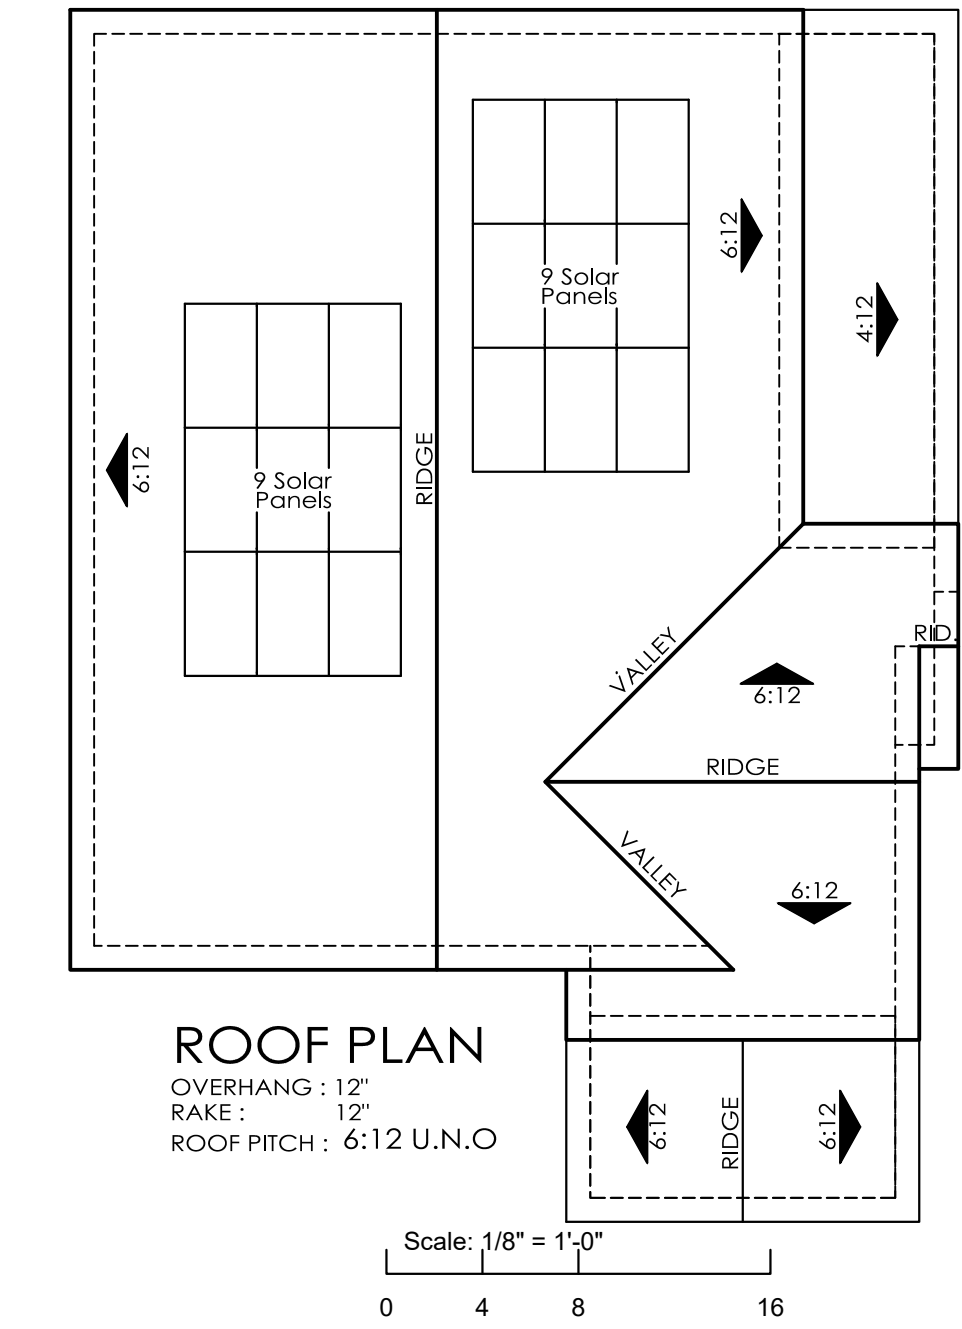 6:12
9 Solar
Panels
4:12
RIDGE
6:12
9 Solar
Panels
RID.
VALLEY
6:12
RIDGE
VALLEY
6:12
ROOF PLAN
OVERHANG : 12"
RAKE : 12"
ROOF PITCH : 6:12 U.N.O
6:12
RIDGE
6:12
Scale: 1/8" = 1'-0"
0 4 8 16